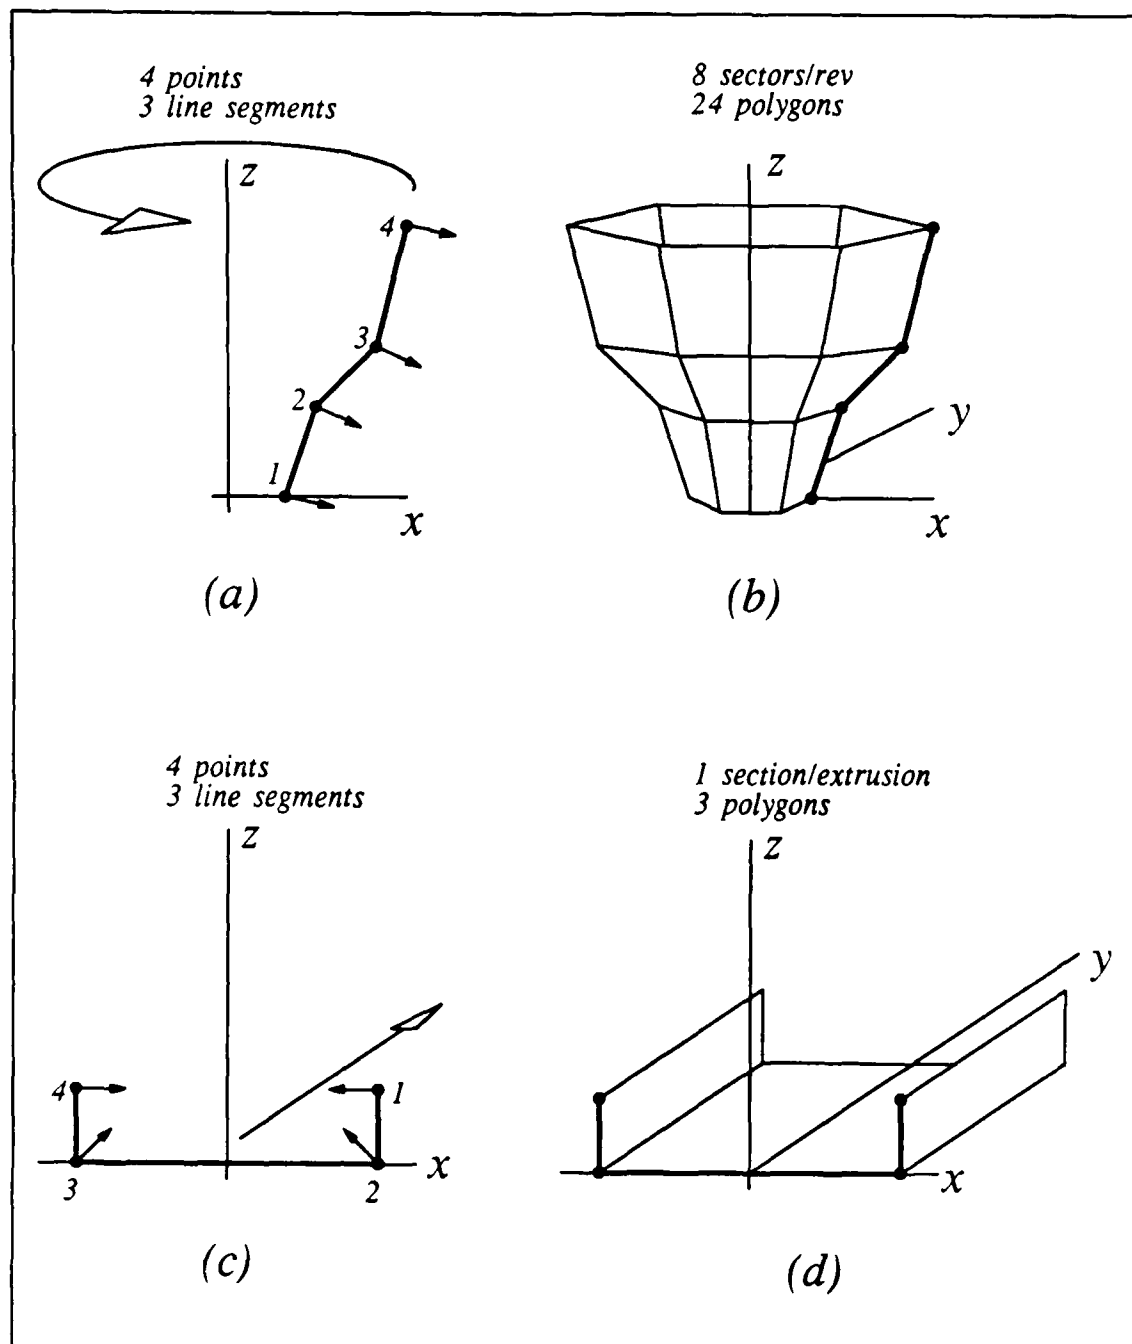 4 points
3 line segments
z
4
3
2
1
x
(a)
8 sectors/rev
24 polygons
z
y
x
(b)
4 points
3 line segments
z
4
1
x
3
2
(c)
1 section/extrusion
3 polygons
z
y
x
(d)